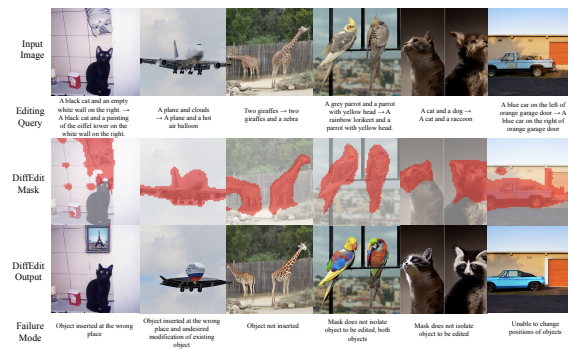 Input
Image
Editing
Query
A black cat and an empty
white wall on the right. →
A black cat and a painting
of the eiffel tower on the
white wall on the right.
A plane and clouds
→ A plane and a hot
air balloon
Two giraffes → two
giraffes and a zebra
A grey parrot and a parrot
with yellow head → A
rainbow lorikeet and a
parrot with yellow head.
A cat and a dog →
A cat and raccoon
A blue car on the left of
orange garage door → A
blue car on the right of
orange garage door
DiffEdit
Mask
DiffEdit
Output
Failure
Mode
Object inserted at the wrong
place
Object inserted at the wrong
place and undesired
modification of existing
object
Object not inserted
Mask does not isolate
object to be edited, both
objects
Mask does not isolate
object to be edited
Unable to change
positions of objects